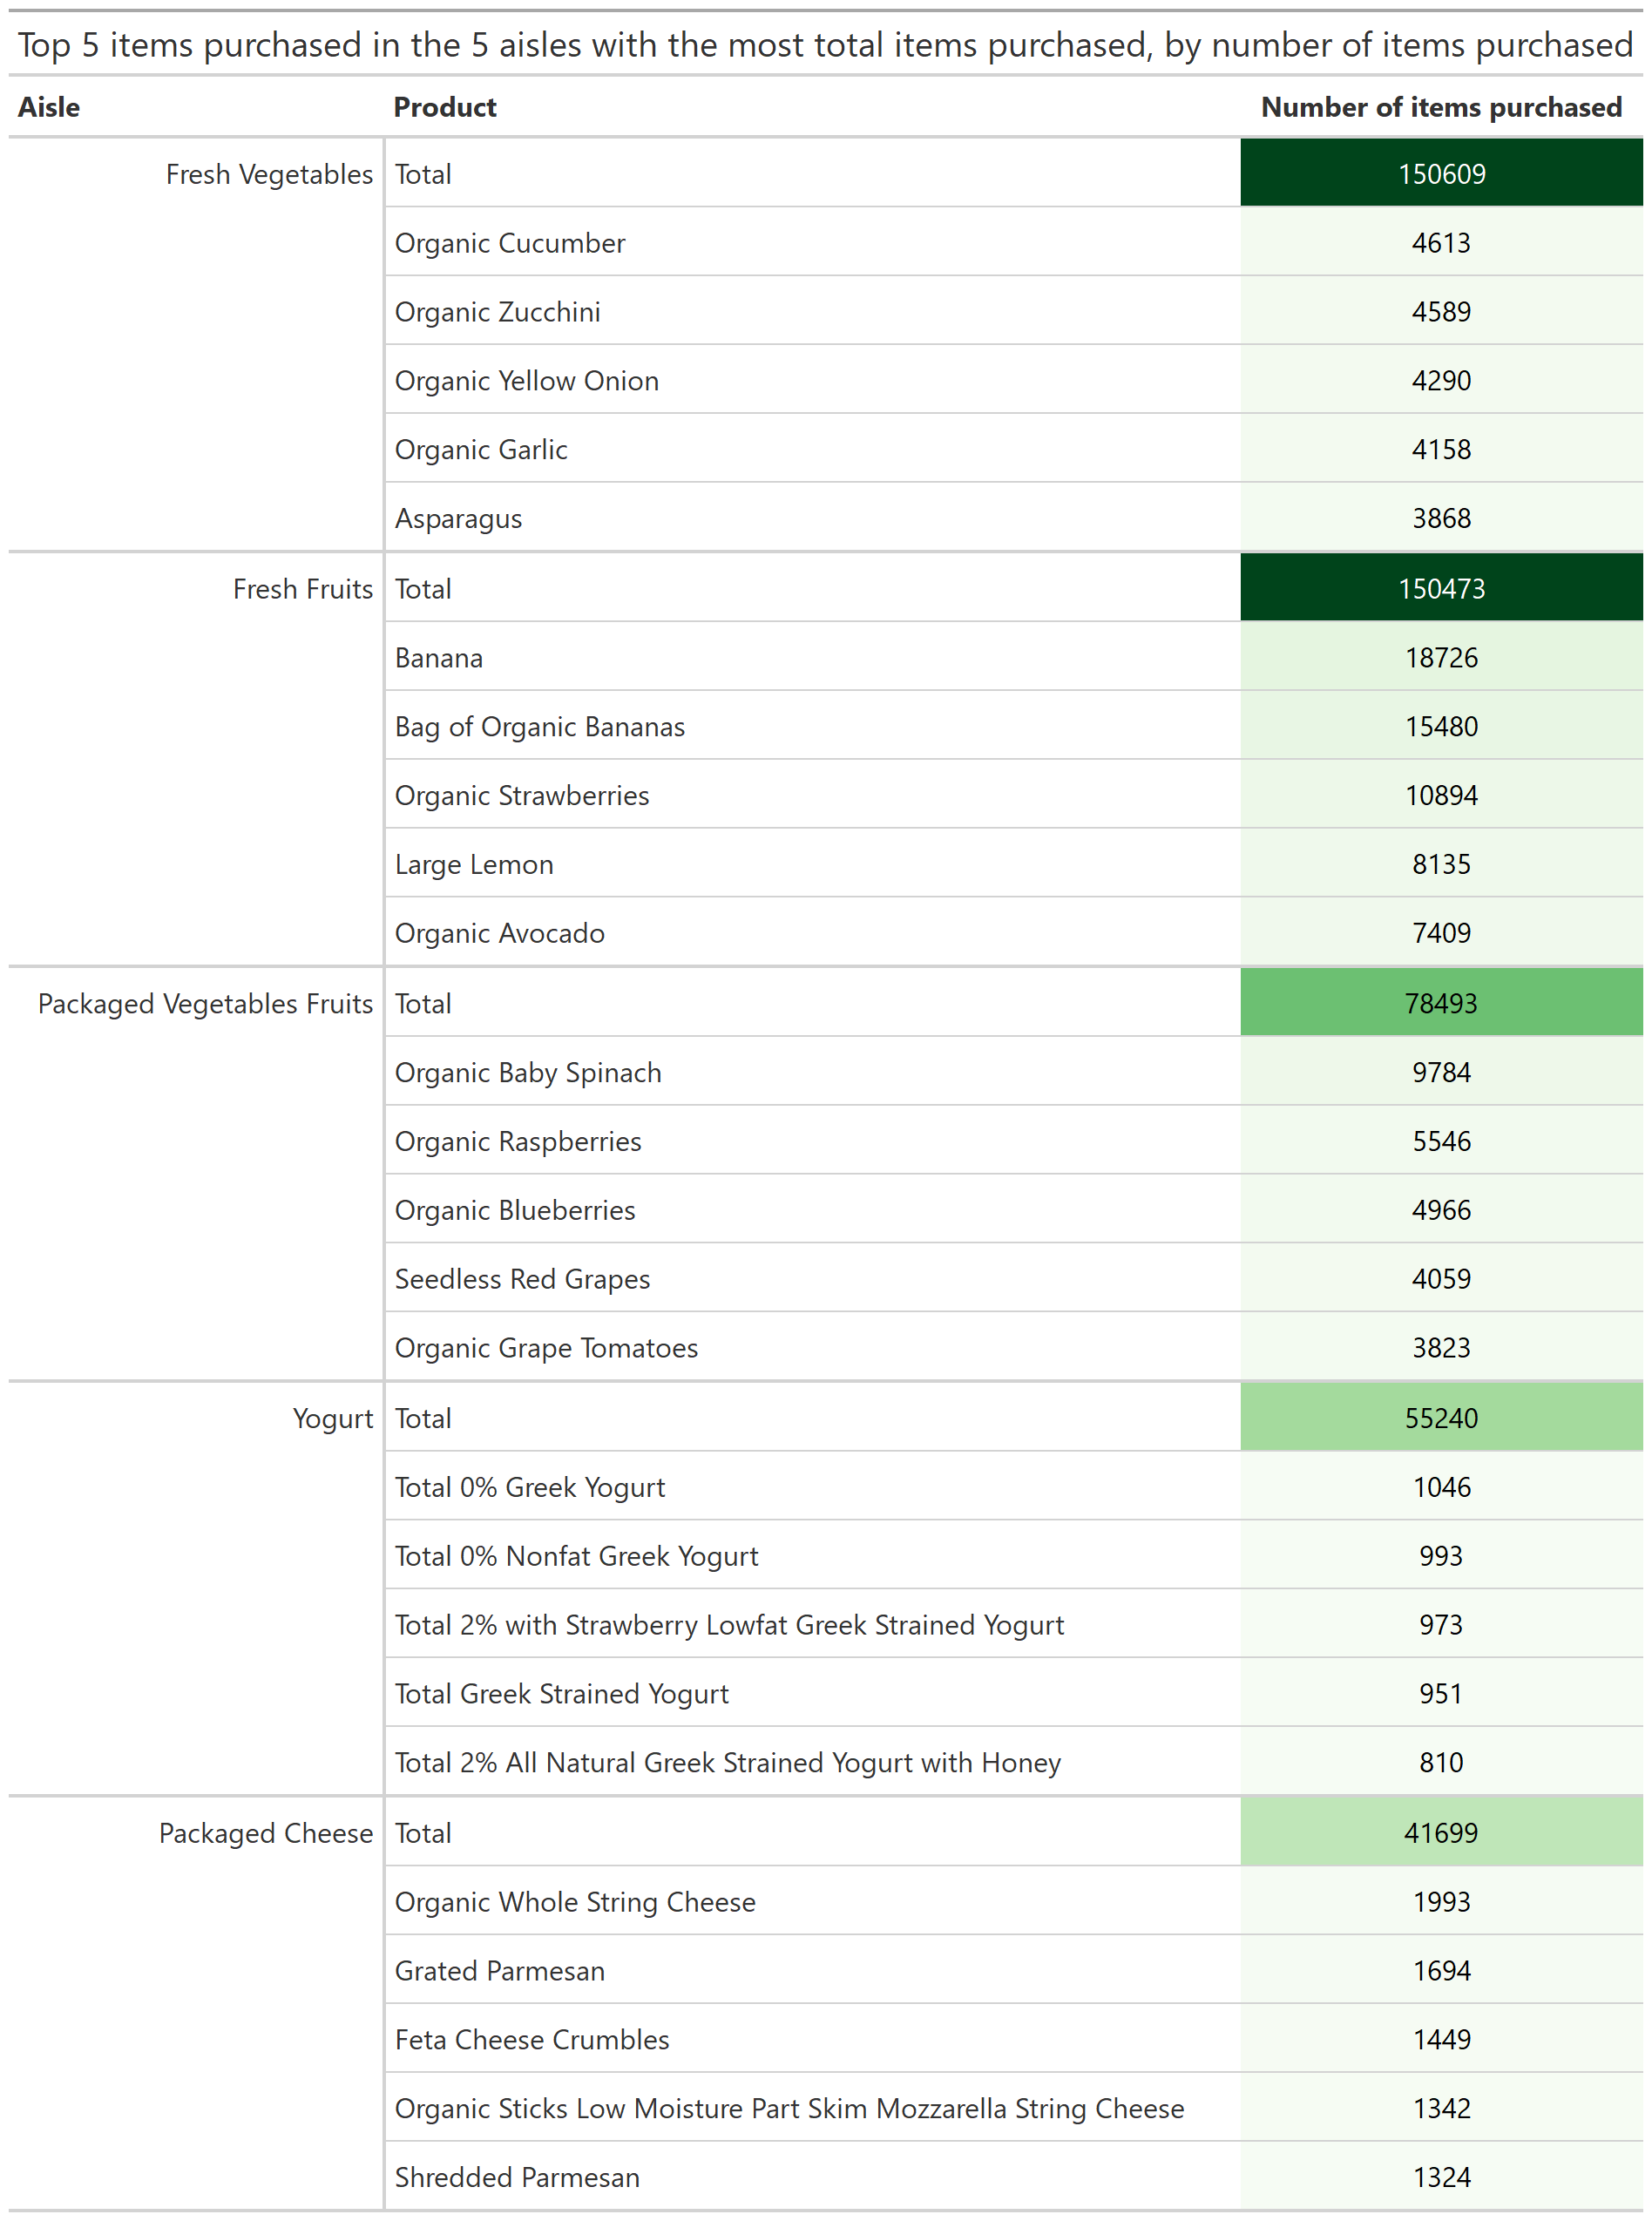 Top 5 items purchased in the 5 aisles with the most total items purchased, by number of items purchased
Aisle Product Number of items purchased
Fresh Vegetables Total 150609
Organic Cucumber 4613
Organic Zucchini 4589
Organic Yellow Onion 4290
Organic Garlic 4158
Asparagus 3868
Fresh Fruits Total 150473
Banana 18726
Bag of Organic Bananas 15480
Organic Strawberries 10894
Large Lemon 8135
Organic Avocado 7409
Packaged Vegetables Fruits Total 78493
Organic Baby Spinach 9784
Organic Raspberries 5546
Organic Blueberries 4966
Seedless Red Grapes 4059
Organic Grape Tomatoes 3823
Yogurt Total 55240
Total 0% Greek Yogurt 1046
Total 0% Nonfat Greek Yogurt 993
Total 2% with Strawberry Lowfat Greek Strained Yogurt 973
Total Greek Strained Yogurt 951
Total 2% All Natural Greek Strained Yogurt with Honey 810
Packaged Cheese Total 41699
Organic Whole String Cheese 1993
Grated Parmesan 1694
Feta Cheese Crumbles 1449
Organic Sticks Low Moisture Part Skim Mozzarella String Cheese 1342
Shredded Parmesan 1324